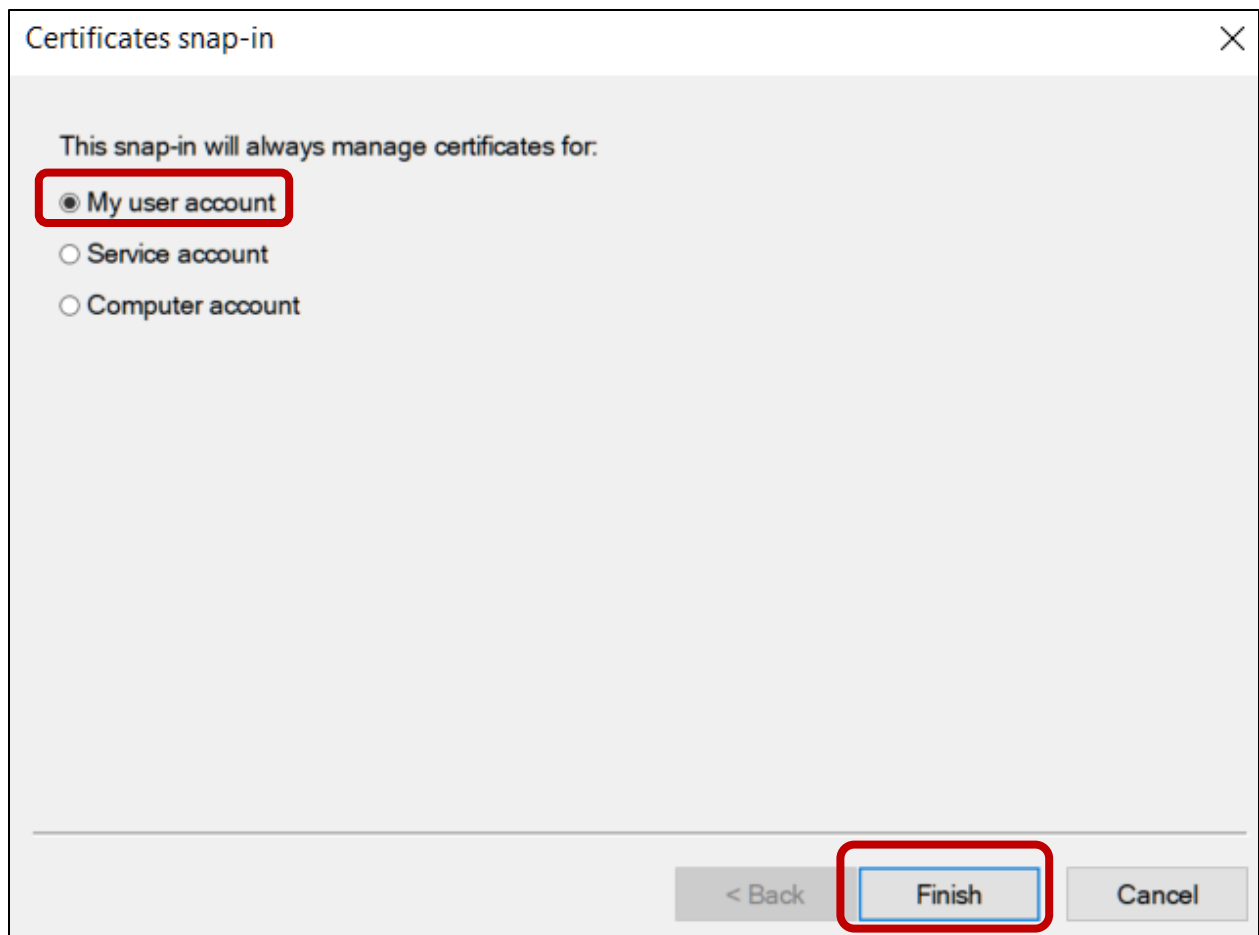 Certificates snap-in
This snap-in will always manage certificates for:
My user account
Service account
Computer account
< Back Finish Cancel